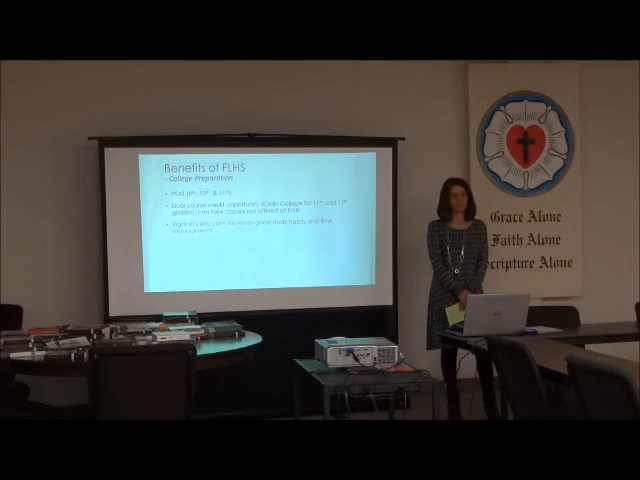 Benefits of FLHS
- College Preparation
• PSAT (9th, 10th, & 11th)
• Dual course credit opportunity (Collin College for 11th and 12th
grades), can take classes not offered at FLHS
• Rigor of curriculum develops good study habits and time
management
Grace Alone
Faith Alone
Scripture Alone